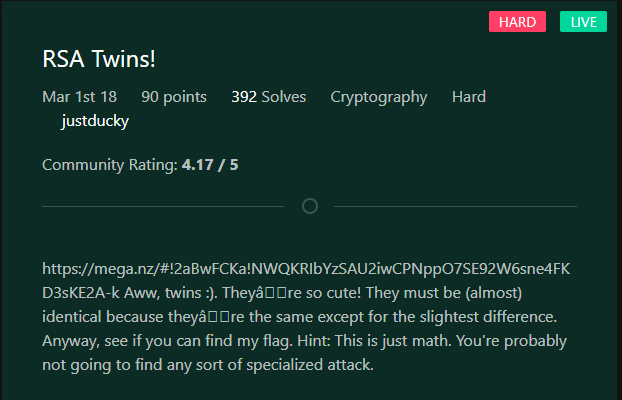 HARD LIVE
RSA Twins!
Mar 1st 18 90 points 392 Solves Cryptography Hard
justducky
Community Rating: 4.17 / 5
https://mega.nz/#!2aBwFCKa!NWQKRIbYzSAU2iwCPNppO7SE92W6sne4FK
D3sKE2A-k Aww, twins :). Theyâ□□re so cute! They must be (almost)
identical because theyâ□□re the same except for the slightest difference.
Anyway, see if you can find my flag. Hint: This is just math. You're probably
not going to find any sort of specialized attack.